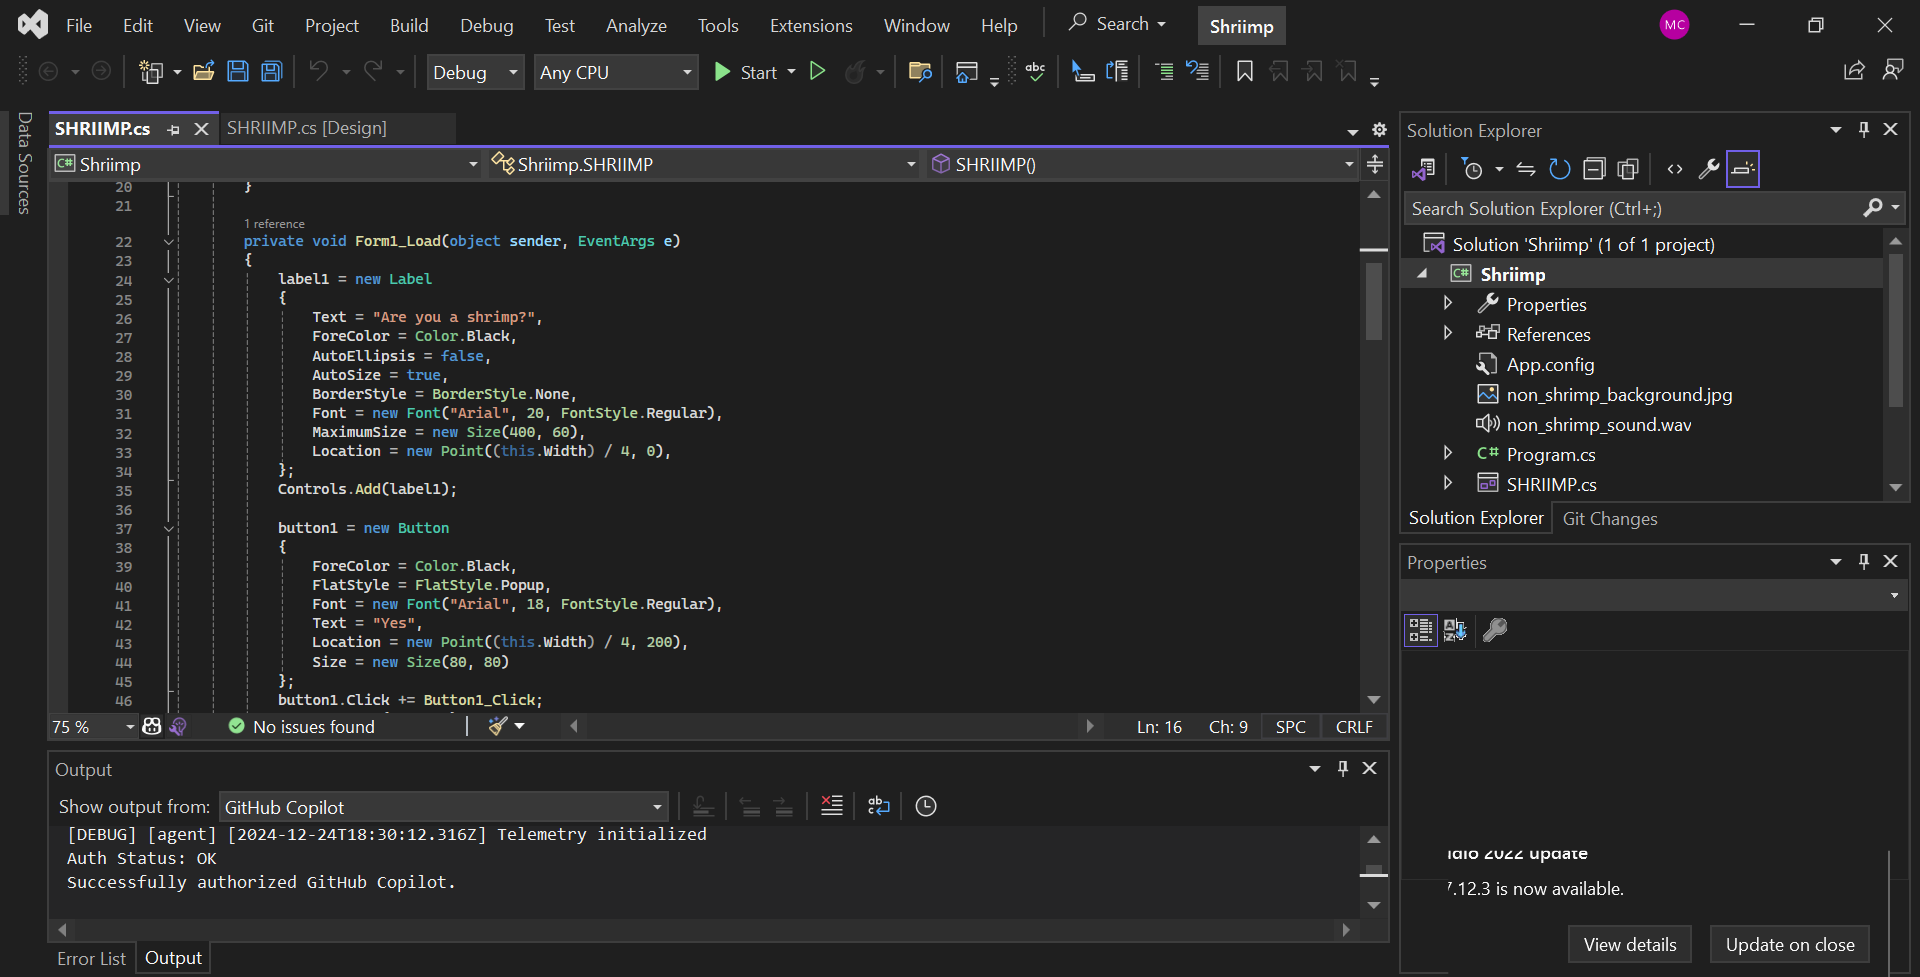 File Edit View Git Project Build Debug Test Analyze Tools Extensions Window Help Search Shriimp MC
Debug Any CPU Start abc
Data Sources
SHRIIMP.cs SHRIIMP.cs [Design]
C# Shriimp Shriimp.SHRIIMP SHRIIMP()
20 }
21
1 reference
22 private void Form1_Load(object sender, EventArgs e)
23 {
24 label1 = new Label
25 {
26 Text = "Are you a shrimp?",
27 ForeColor = Color.Black,
28 AutoEllipsis = false,
29 AutoSize = true,
30 BorderStyle = BorderStyle.None,
31 Font = new Font("Arial", 20, FontStyle.Regular),
32 MaximumSize = new Size(400, 60),
33 Location = new Point((this.Width) / 4, 0),
34 };
35 Controls.Add(label1);
36
37 button1 = new Button
38 {
39 ForeColor = Color.Black,
40 FlatStyle = FlatStyle.Popup,
41 Font = new Font("Arial", 18, FontStyle.Regular),
42 Text = "Yes",
43 Location = new Point((this.Width) / 4, 200),
44 Size = new Size(80, 80)
45 };
46 button1.Click += Button1_Click;
75 % No issues found Ln: 16 Ch: 9 SPC CRLF
Output
Show output from: GitHub Copilot
[DEBUG] [agent] [2024-12-24T18:30:12.316Z] Telemetry initialized
Auth Status: OK
Successfully authorized GitHub Copilot.
Error List Output
Solution Explorer
Search Solution Explorer (Ctrl+;)
Solution 'Shriimp' (1 of 1 project)
C# Shriimp
Properties
References
App.config
non_shrimp_background.jpg
non_shrimp_sound.wav
C# Program.cs
SHRIIMP.cs
Solution Explorer Git Changes
Properties
2022 update
7.12.3 is now available.
View details Update on close